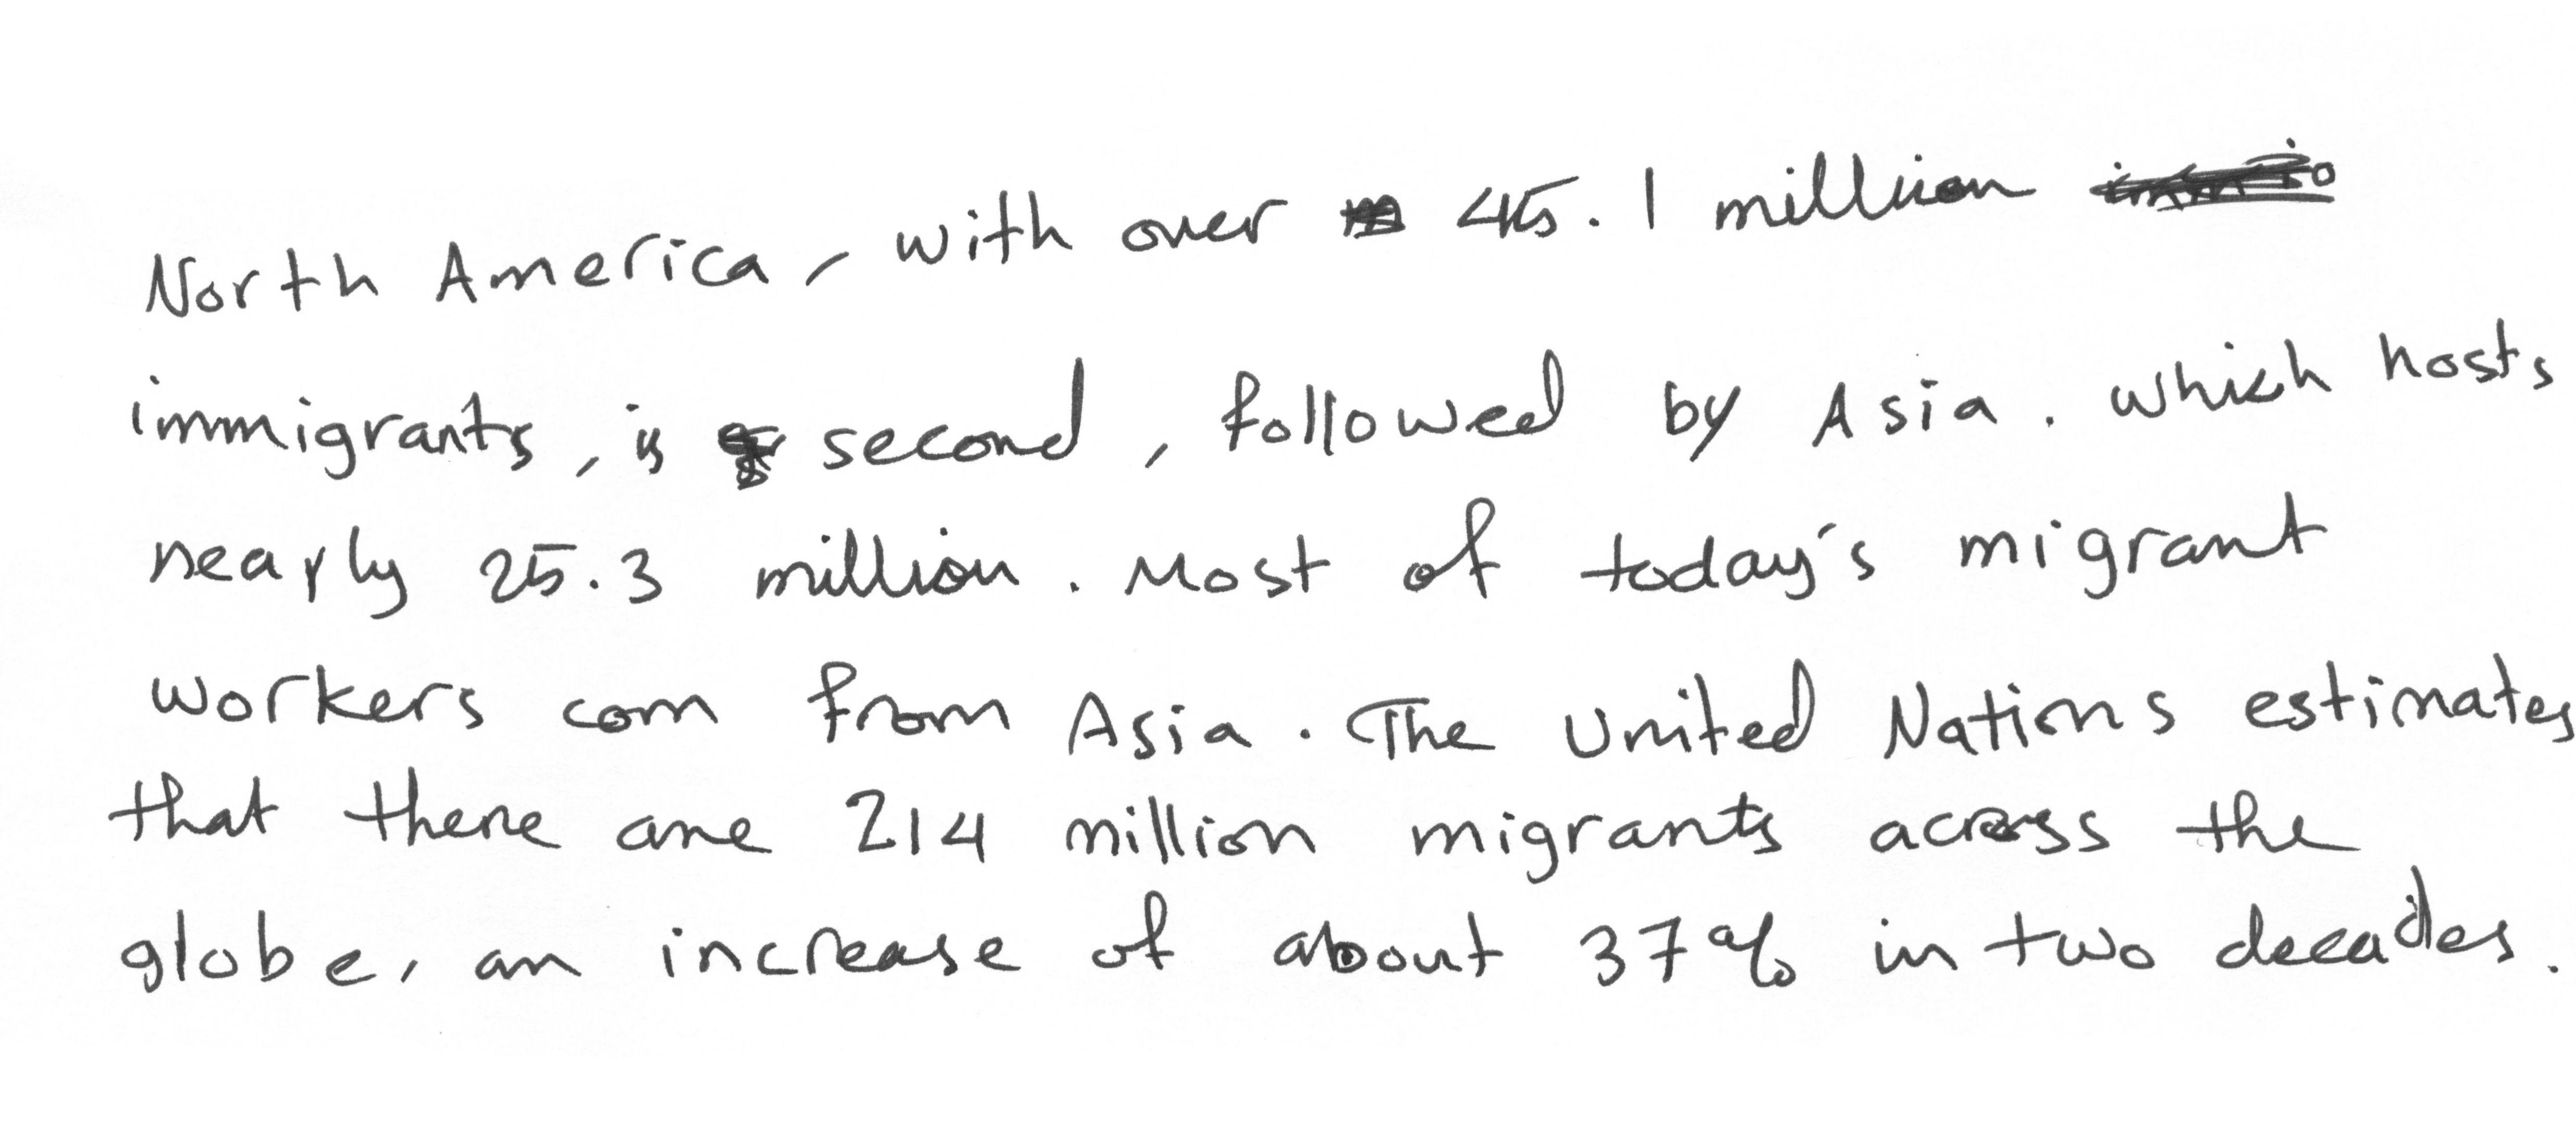 North America, with over 45.1 million
immigrants, is second, followed by Asia. which hosts
nearly 25.3 million. Most of today's migrant
workers com from Asia. The United Nations estimates
that there are 214 million migrants across the
globe, an increase of about 37% in two decades.